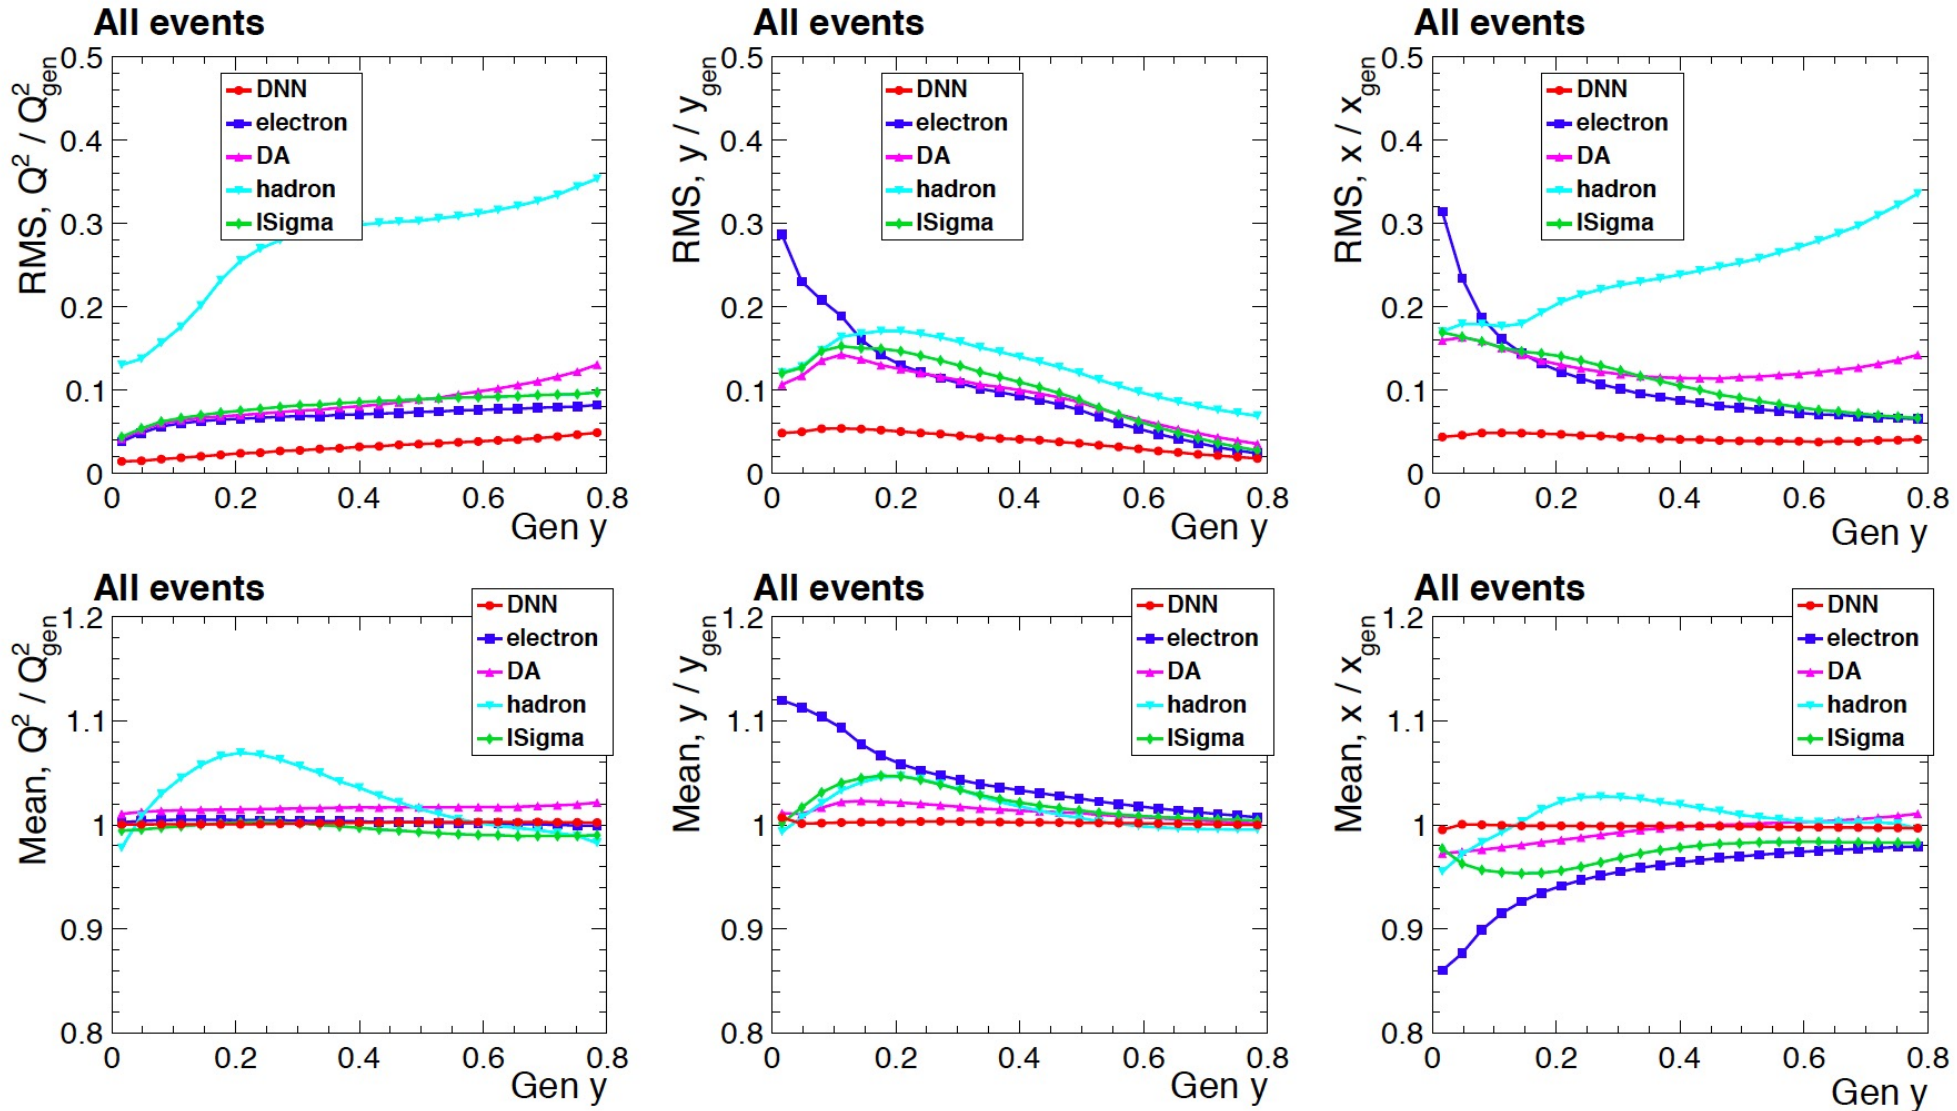 All events
RMS, Q² / Q²gen
0.5
0.4
0.3
0.2
0.1
0
DNN
electron
DA
hadron
ISigma
0 0.2 0.4 0.6 0.8
Gen y
All events
RMS, y / ygen
0.5
0.4
0.3
0.2
0.1
0
DNN
electron
DA
hadron
ISigma
0 0.2 0.4 0.6 0.8
Gen y
All events
RMS, x / xgen
0.5
0.4
0.3
0.2
0.1
0
DNN
electron
DA
hadron
ISigma
0 0.2 0.4 0.6 0.8
Gen y
All events
Mean, Q² / Q²gen
1.2
1.1
1
0.9
0.8
DNN
electron
DA
hadron
ISigma
0 0.2 0.4 0.6 0.8
Gen y
All events
Mean, y / ygen
1.2
1.1
1
0.9
0.8
DNN
electron
DA
hadron
ISigma
0 0.2 0.4 0.6 0.8
Gen y
All events
Mean, x / xgen
1.2
1.1
1
0.9
0.8
DNN
electron
DA
hadron
ISigma
0 0.2 0.4 0.6 0.8
Gen y